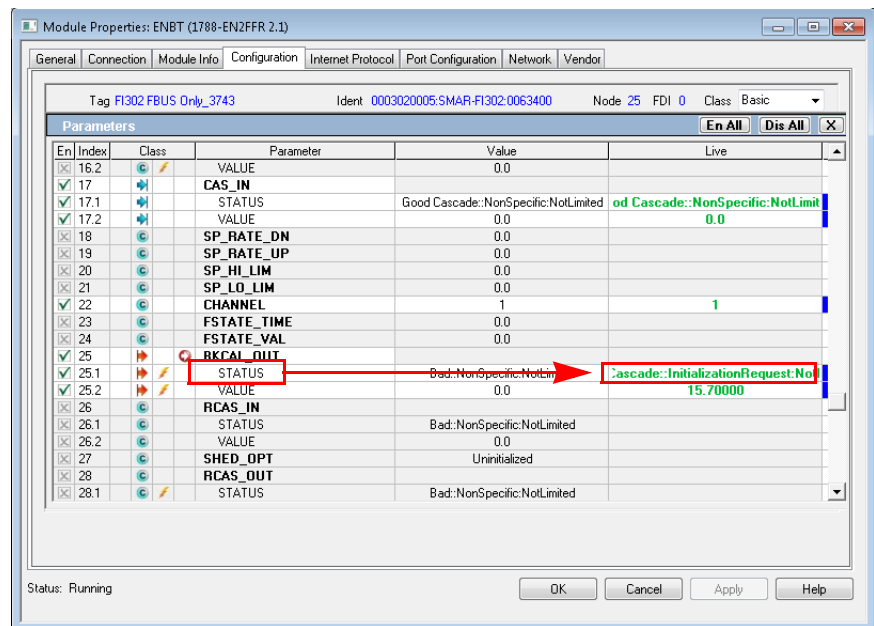 Module Properties: ENBT (1788-EN2FFR 2.1)
General Connection Module Info Configuration Internet Protocol Port Configuration Network Vendor
Tag FI302 FBUS Only_3743 Ident 0003020005:SMAR-FI302:0063400 Node 25 FDI 0 Class Basic
Parameters En All Dis All X
En Index Class Parameter Value Live
16.2 C VALUE 0.0
17 CAS_IN
17.1 STATUS Good Cascade::NonSpecific:NotLimited od Cascade::NonSpecific:NotLimit
17.2 VALUE 0.0 0.0
18 C SP_RATE_DN 0.0
19 C SP_RATE_UP 0.0
20 C SP_HI_LIM 0.0
21 C SP_LO_LIM 0.0
22 C CHANNEL 1 1
23 C FSTATE_TIME 0.0
24 C FSTATE_VAL 0.0
25 BKCAL_OUT
25.1 STATUS Bad::NonSpecific:NotLim Cascade::InitializationRequest:Not
25.2 VALUE 0.0 15.70000
26 C RCAS_IN
26.1 C STATUS Bad::NonSpecific:NotLimited
26.2 C VALUE 0.0
27 C SHED_OPT Uninitialized
28 C RCAS_OUT
28.1 C STATUS Bad::NonSpecific:NotLimited
Status: Running OK Cancel Apply Help